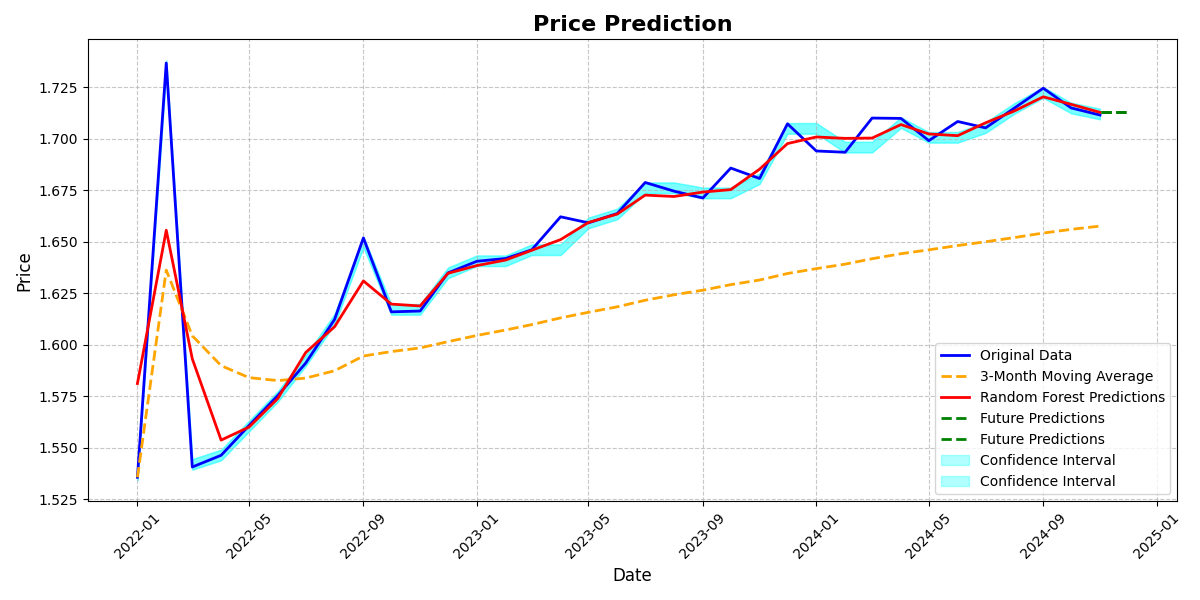 Price Prediction
Price
1.725
1.700
1.675
1.650
1.625
1.600
1.575
1.550
1.525
Original Data
3-Month Moving Average
Random Forest Predictions
Future Predictions
Future Predictions
Confidence Interval
Confidence Interval
2022-01
2022-05
2022-09
2023-01
2023-05
2023-09
2024-01
2024-05
2024-09
2025-01
Date